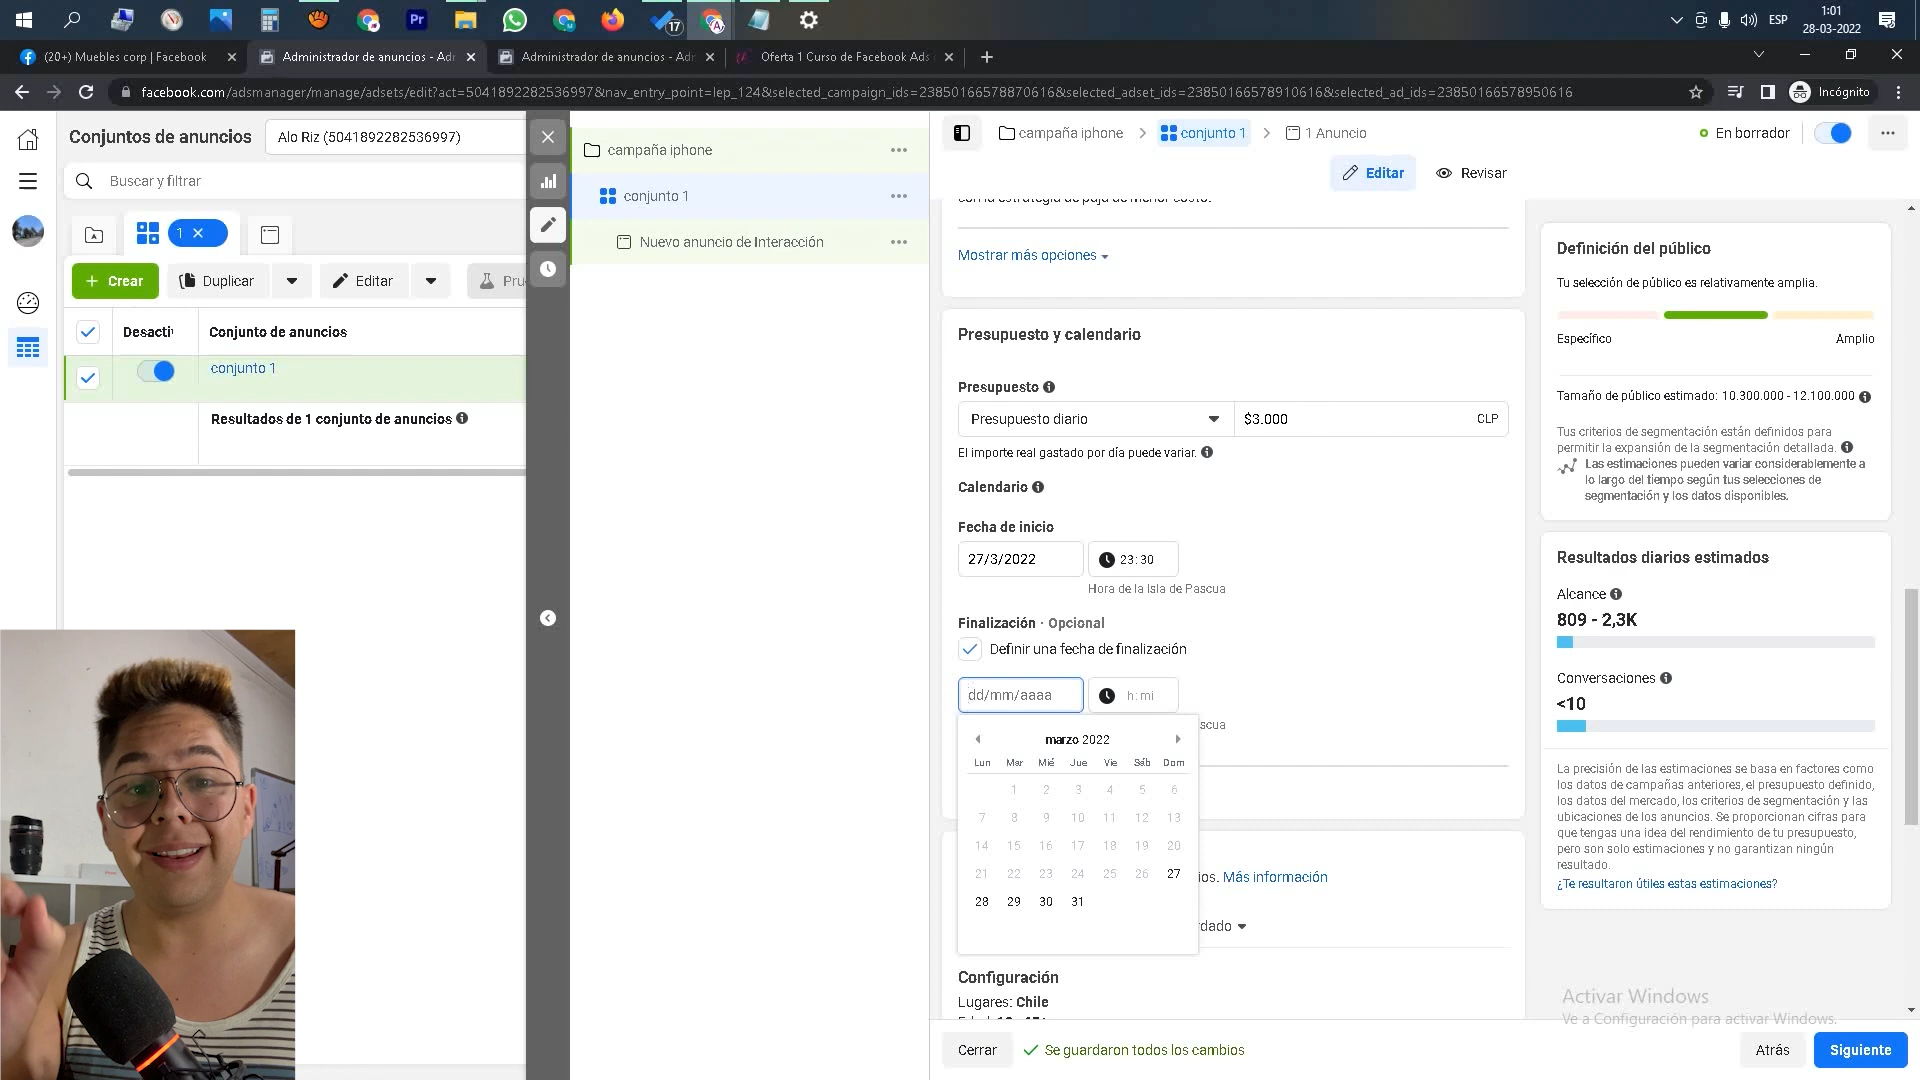 Pr
17
ESP
1:01
28-03-2022
(20+) Muebles corp | Facebook
Administrador de anuncios - Adr
Administrador de anuncios - Adr
Oferta 1 Curso de Facebook Ads
facebook.com/adsmanager/manage/adsets/edit?act=5041892282536997&nav_entry_point=lep_124&selected_campaign_ids=23850166578870616&selected_adset_ids=23850166578910616&selected_ad_ids=23850166578950616
Incógnito
Conjuntos de anuncios
Alo Riz (5041892282536997)
Buscar y filtrar
1
Crear
Duplicar
Editar
Pru
Desacti
Conjunto de anuncios
conjunto 1
Resultados de 1 conjunto de anuncios
campaña iphone
conjunto 1
Nuevo anuncio de Interacción
campaña iphone
conjunto 1
1 Anuncio
En borrador
Editar
Revisar
con la estrategia de puja de menor costo.
Mostrar más opciones
Presupuesto y calendario
Presupuesto
Presupuesto diario
$3.000
CLP
El importe real gastado por día puede variar.
Calendario
Fecha de inicio
27/3/2022
23:30
Hora de la Isla de Pascua
Finalización · Opcional
Definir una fecha de finalización
dd/mm/aaaa
h:mi
scua
marzo 2022
Lun Mar Mié Jue Vie Sáb Dom
1 2 3 4 5 6
7 8 9 10 11 12 13
14 15 16 17 18 19 20
21 22 23 24 25 26 27
28 29 30 31
ios. Más información
rdado
Configuración
Lugares: Chile
Cerrar
Se guardaron todos los cambios
Atrás
Siguiente
Definición del público
Tu selección de público es relativamente amplia.
Específico
Amplio
Tamaño de público estimado: 10.300.000 - 12.100.000
Tus criterios de segmentación están definidos para
permitir la expansión de la segmentación detallada.
Las estimaciones pueden variar considerablemente a
lo largo del tiempo según tus selecciones de
segmentación y los datos disponibles.
Resultados diarios estimados
Alcance
809 - 2,3K
Conversaciones
<10
La precisión de las estimaciones se basa en factores como
los datos de campañas anteriores, el presupuesto definido,
los datos del mercado, los criterios de segmentación y las
ubicaciones de los anuncios. Se proporcionan cifras para
que tengas una idea del rendimiento de tu presupuesto,
pero son solo estimaciones y no garantizan ningún
resultado.
¿Te resultaron útiles estas estimaciones?
Activar Windows
Ve a Configuración para activar Windows.